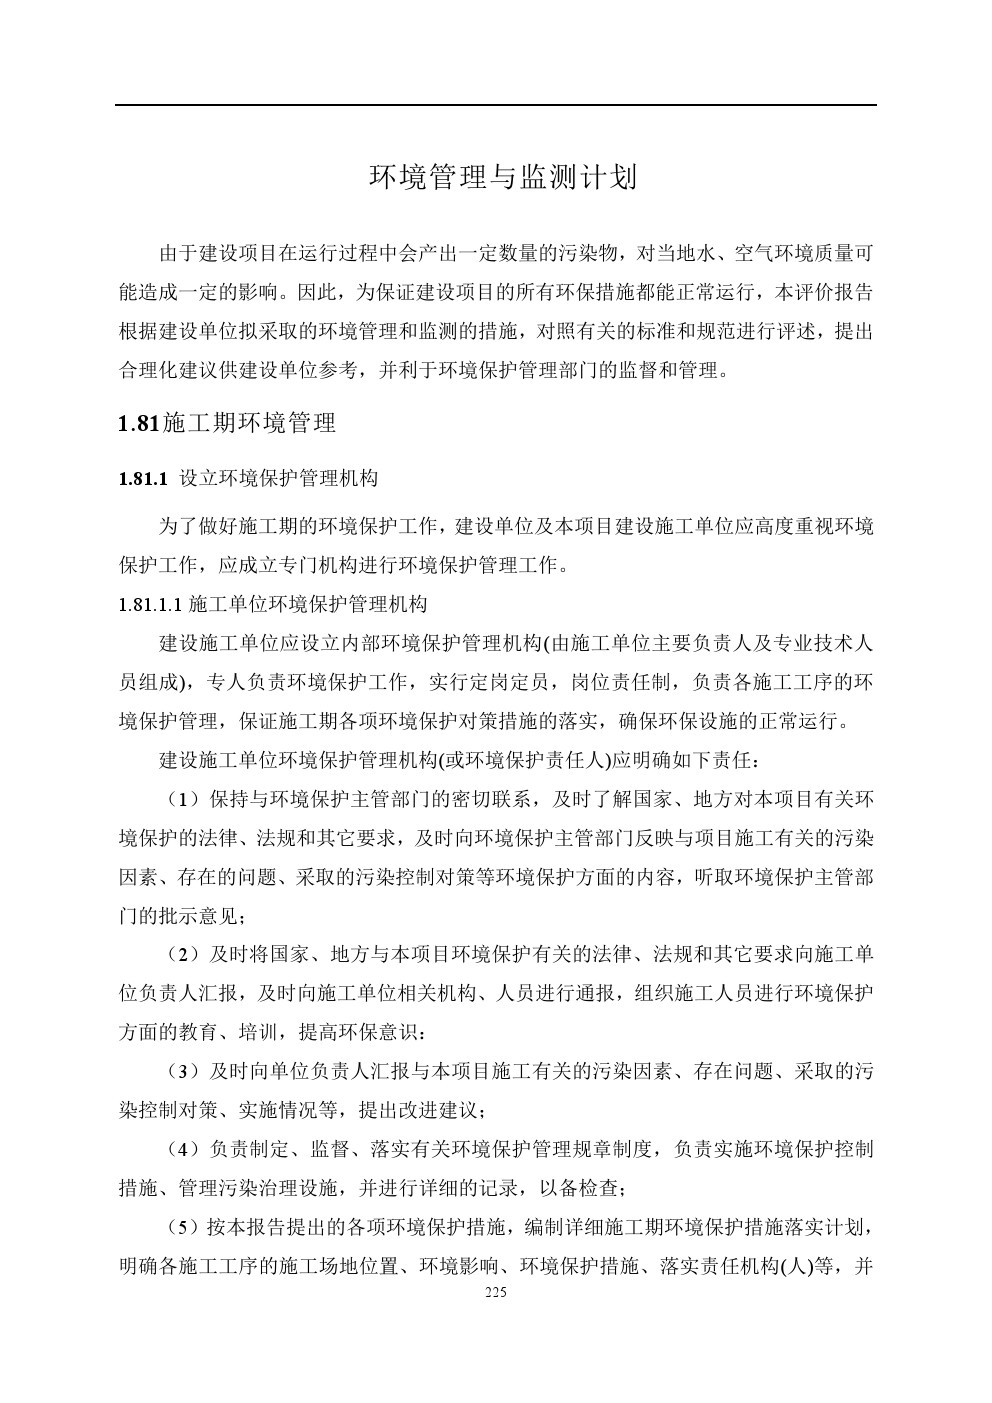 环境管理与监测计划
由于建设项目在运行过程中会产出一定数量的污染物，对当地水、空气环境质量可
能造成一定的影响。因此，为保证建设项目的所有环保措施都能正常运行，本评价报告
根据建设单位拟采取的环境管理和监测的措施，对照有关的标准和规范进行评述，提出
合理化建议供建设单位参考，并利于环境保护管理部门的监督和管理。
1.81施工期环境管理
1.81.1 设立环境保护管理机构
为了做好施工期的环境保护工作，建设单位及本项目建设施工单位应高度重视环境
保护工作，应成立专门机构进行环境保护管理工作。
1.81.1.1 施工单位环境保护管理机构
建设施工单位应设立内部环境保护管理机构(由施工单位主要负责人及专业技术人
员组成)，专人负责环境保护工作，实行定岗定员，岗位责任制，负责各施工工序的环
境保护管理，保证施工期各项环境保护对策措施的落实，确保环保设施的正常运行。
建设施工单位环境保护管理机构(或环境保护责任人)应明确如下责任：
（1）保持与环境保护主管部门的密切联系，及时了解国家、地方对本项目有关环
境保护的法律、法规和其它要求，及时向环境保护主管部门反映与项目施工有关的污染
因素、存在的问题、采取的污染控制对策等环境保护方面的内容，听取环境保护主管部
门的批示意见；
（2）及时将国家、地方与本项目环境保护有关的法律、法规和其它要求向施工单
位负责人汇报，及时向施工单位相关机构、人员进行通报，组织施工人员进行环境保护
方面的教育、培训，提高环保意识：
（3）及时向单位负责人汇报与本项目施工有关的污染因素、存在问题、采取的污
染控制对策、实施情况等，提出改进建议；
（4）负责制定、监督、落实有关环境保护管理规章制度，负责实施环境保护控制
措施、管理污染治理设施，并进行详细的记录，以备检查；
（5）按本报告提出的各项环境保护措施，编制详细施工期环境保护措施落实计划，
明确各施工工序的施工场地位置、环境影响、环境保护措施、落实责任机构(人)等，并
225